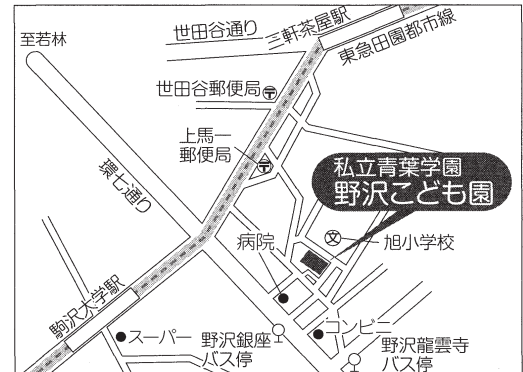 世田谷通り
三軒茶屋駅
東急田園都市線
至若林
世田谷郵便局
上馬一
郵便局
環七通り
私立青葉学園
野沢こども園
病院
文
旭小学校
駒沢大学駅
スーパー
野沢銀座
バス停
コンビニ
野沢龍雲寺
バス停